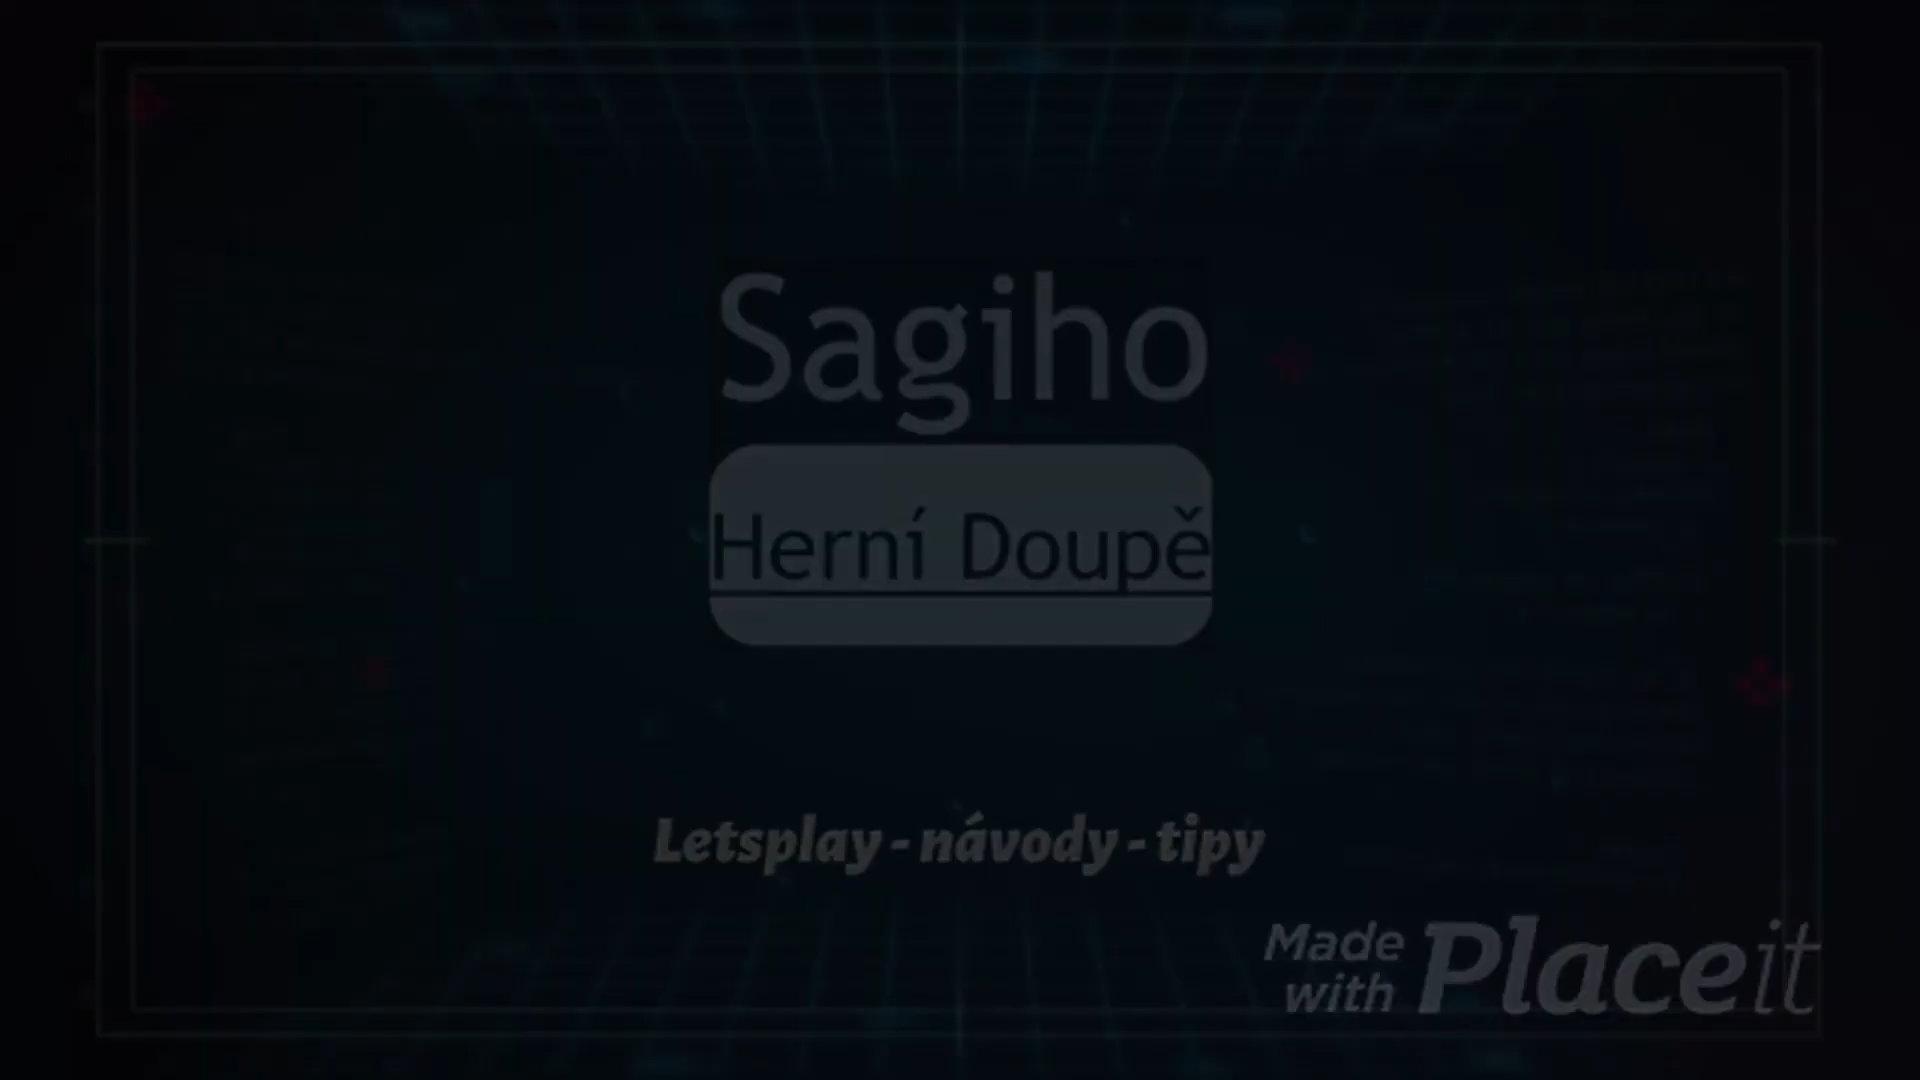 Sagiho
Herní Doupě
Letsplay - návody - tipy
Made
with Placeit